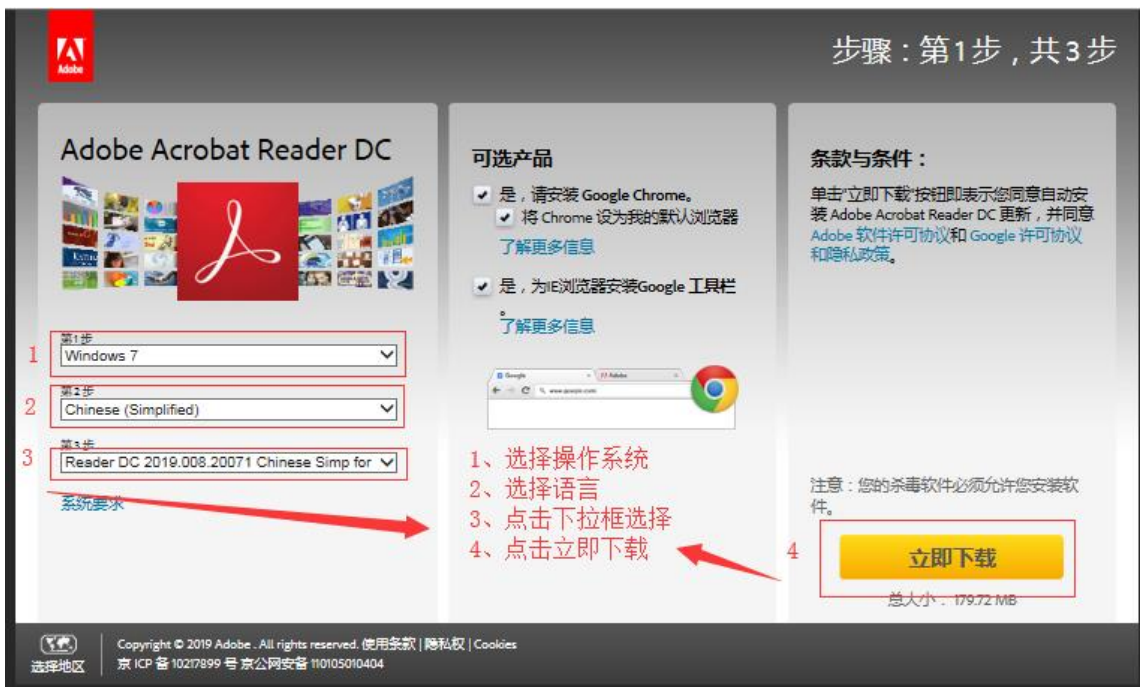 Adobe
步骤：第1步，共3步
Adobe Acrobat Reader DC
1
第1步
Windows 7
2
第2步
Chinese (Simplified)
3
第3步
Reader DC 2019.008.20071 Chinese Simp for
系统要求
可选产品
是，请安装 Google Chrome。
将 Chrome 设为我的默认浏览器
了解更多信息
是，为IE浏览器安装Google 工具栏
。
了解更多信息
Google
Adobe
www.google.com
1、选择操作系统
2、选择语言
3、点击下拉框选择
4、点击立即下载
条款与条件：
单击"立即下载"按钮即表示您同意自动安
装 Adobe Acrobat Reader DC 更新，并同意
Adobe 软件许可协议和 Google 许可协议
和隐私政策。
注意：您的杀毒软件必须允许您安装软
件。
4
立即下载
总大小：179.72 MB
选择地区
Copyright © 2019 Adobe . All rights reserved. 使用条款 | 隐私权 | Cookies
京 ICP 备 10217899 号 京公网安备 110105010404